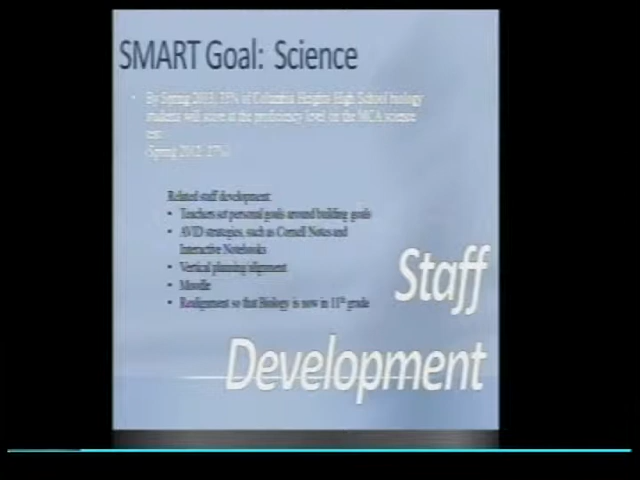 SMART Goal: Science
• By Spring 2013, % of Columbia Heights High School biology
students will score at the proficiency level on the MCA science
test.
(Spring 2012: 27%)
Related staff development:
• Teachers set personal goals around building goals
• AVID strategies, such as Cornell Notes and
Interactive Notebooks
• Vertical planning/alignment
• Moodle
• Realignment so that Biology is now in 11th grade
Staff
Development